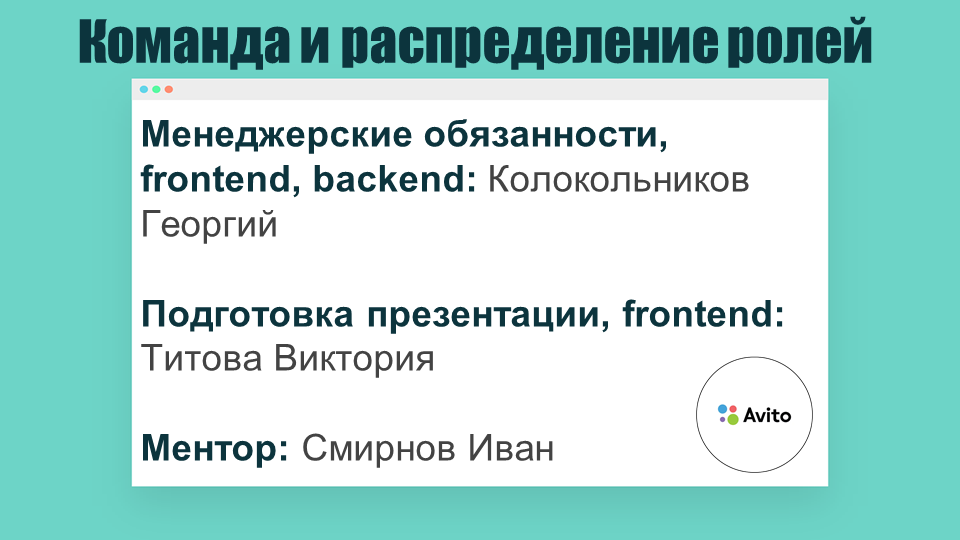 Команда и распределение ролей
Менеджерские обязанности,
frontend, backend: Колокольников
Георгий
Подготовка презентации, frontend:
Титова Виктория
Ментор: Смирнов Иван
Avito